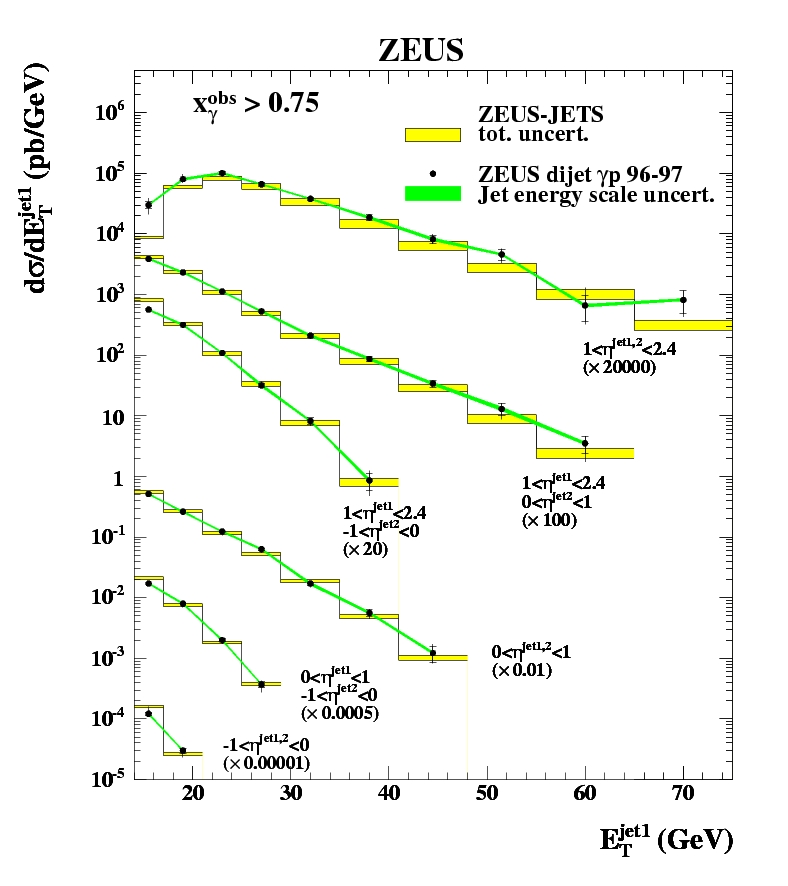 ZEUS
dσ/dE_T^jet1 (pb/GeV)
x_γ^obs > 0.75
ZEUS-JETS
tot. uncert.
ZEUS dijet γp 96-97
Jet energy scale uncert.
10^6
10^5
10^4
10^3
10^2
10
1
10^-1
10^-2
10^-3
10^-4
10^-5
1<η^jet1,2<2.4
(× 20000)
1<η^jet1<2.4
0<η^jet2<1
(× 100)
1<η^jet1<2.4
-1<η^jet2<0
(× 20)
0<η^jet1,2<1
(× 0.01)
0<η^jet1<1
-1<η^jet2<0
(× 0.0005)
-1<η^jet1,2<0
(× 0.00001)
20 30 40 50 60 70
E_T^jet1 (GeV)